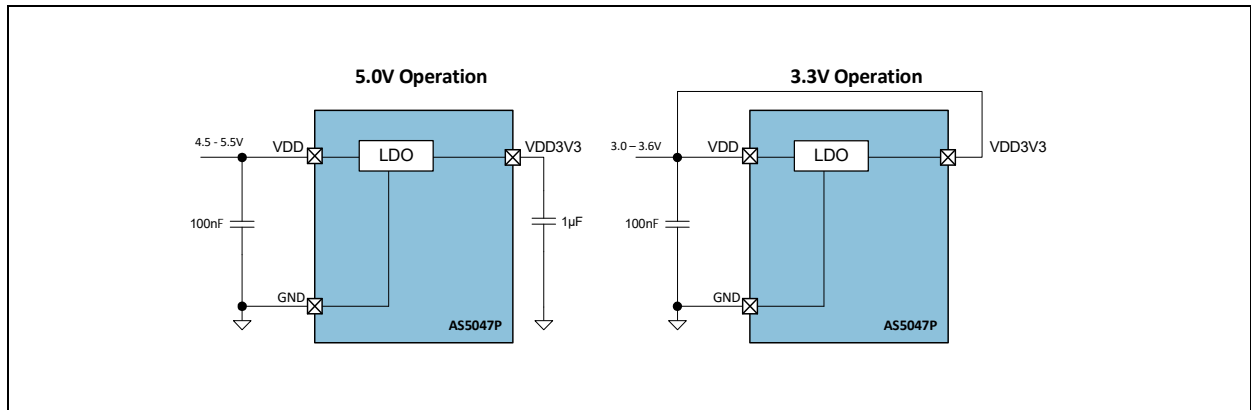 5.0V Operation
4.5 - 5.5V
VDD
LDO
VDD3V3
100nF
1µF
GND
AS5047P
3.3V Operation
3.0 – 3.6V
VDD
LDO
VDD3V3
100nF
GND
AS5047P